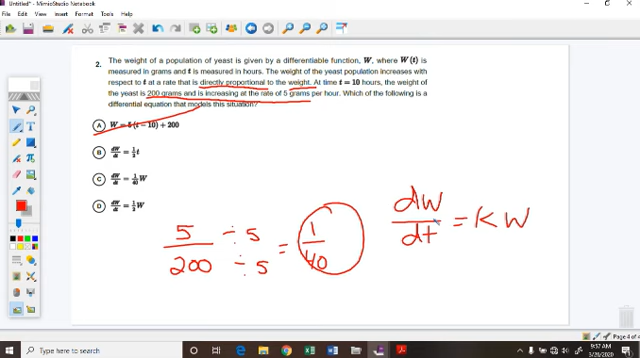 Untitled* - MimioStudio Notebook
File Edit View Insert Format Tools Help
2. The weight of a population of yeast is given by a differentiable function, W, where W(t) is
measured in grams and t is measured in hours. The weight of the yeast population increases with
respect to t at a rate that is directly proportional to the weight. At time t = 10 hours, the weight of
the yeast is 200 grams and is increasing at the rate of 5 grams per hour. Which of the following is a
differential equation that models this situation?
A W = 5(t − 10) + 200
B dW/dt = 1/2 t
C dW/dt = 1/40 W
D dW/dt = 1/2 W
5/200 ÷ 5 ÷ 5 = 1/40
dW/dt = KW
Page 4 of 4
Type here to search
9:37 AM
5/29/2020